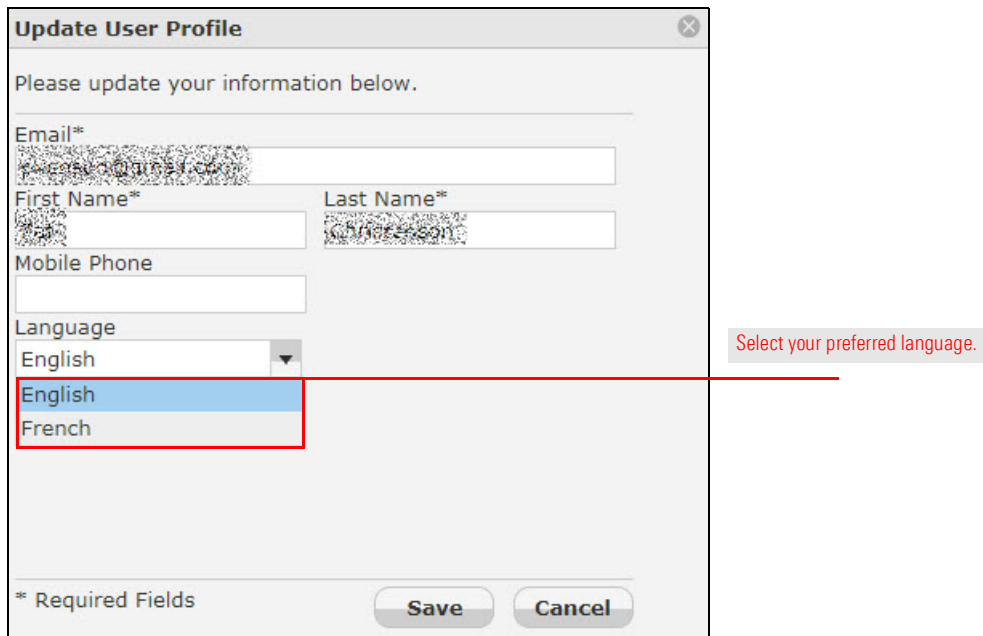 Update User Profile
Please update your information below.
Email*
First Name* Last Name*
Mobile Phone
Language
English
Select your preferred language.
English
French
* Required Fields Save Cancel